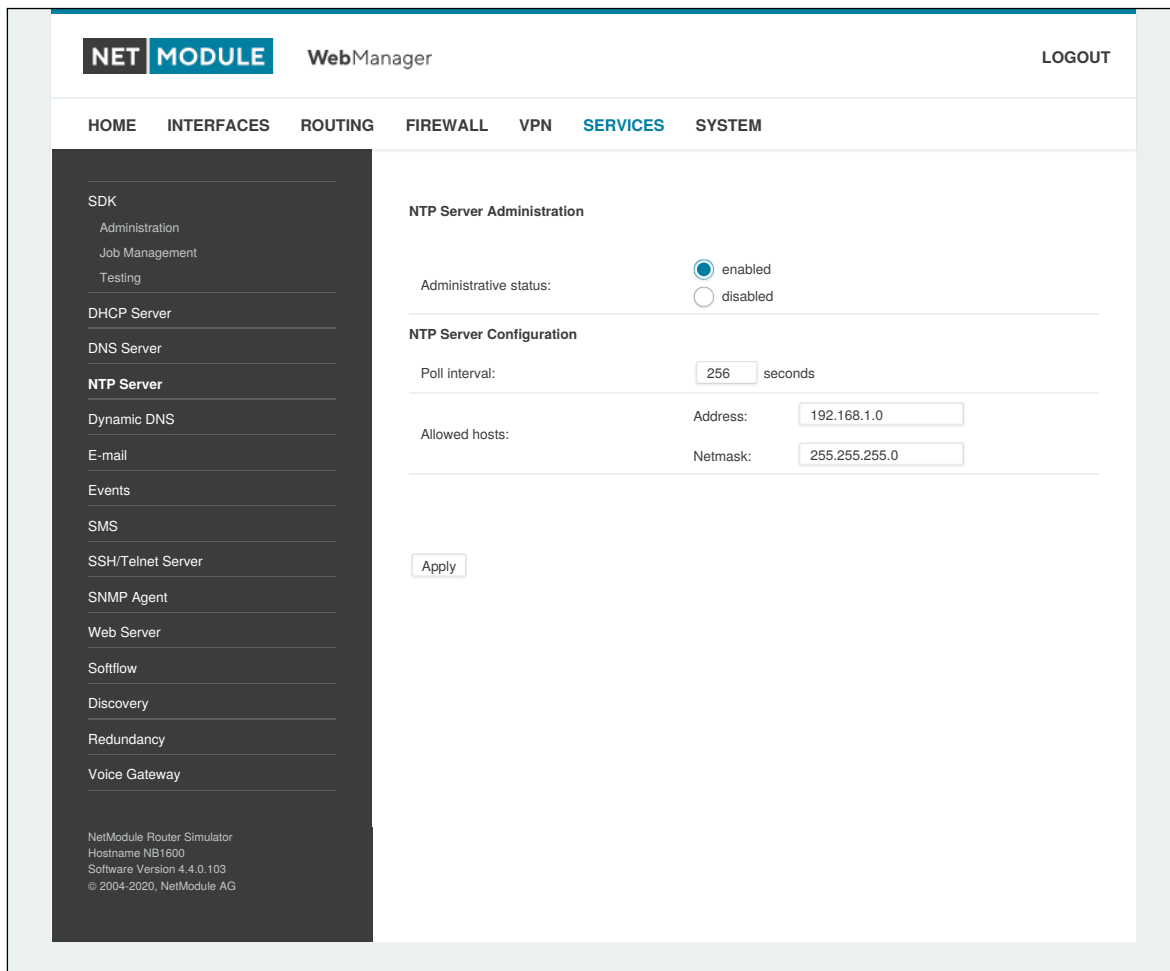 NET MODULE WebManager LOGOUT
HOME INTERFACES ROUTING FIREWALL VPN SERVICES SYSTEM
SDK
Administration
Job Management
Testing
DHCP Server
DNS Server
NTP Server
Dynamic DNS
E-mail
Events
SMS
SSH/Telnet Server
SNMP Agent
Web Server
Softflow
Discovery
Redundancy
Voice Gateway
NetModule Router Simulator
Hostname NB1600
Software Version 4.4.0.103
© 2004-2020, NetModule AG
NTP Server Administration
Administrative status:
enabled
disabled
NTP Server Configuration
Poll interval: 256 seconds
Allowed hosts:
Address: 192.168.1.0
Netmask: 255.255.255.0
Apply